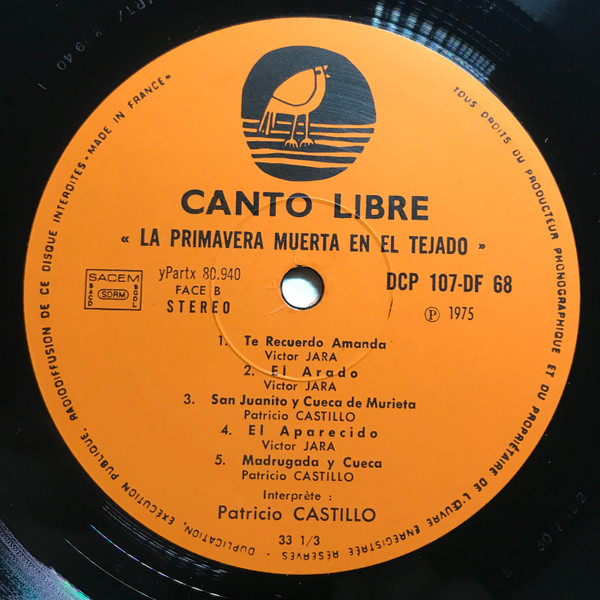 CANTO LIBRE
« LA PRIMAVERA MUERTA EN EL TEJADO »
SACEM
SACD
SDRM
SGDL
yPartx 80.940
FACE B
STEREO
DCP 107-DF 68
Ⓟ 1975
1. Te Recuerdo Amanda
Victor JARA
2. El Arado
Victor JARA
3. San Juanito y Cueca de Murieta
Patricio CASTILLO
4. El Aparecido
Victor JARA
5. Madrugada y Cueca
Patricio CASTILLO
Interprète :
Patricio CASTILLO
33 1/3
TOUS DROITS DU PRODUCTEUR PHONOGRAPHIQUE ET DU PROPRIÉTAIRE DE L'ŒUVRE ENREGISTRÉE RESERVES - DUPLICATION, EXECUTION PUBLIQUE, RADIODIFFUSION DE CE DISQUE INTERDITES • MADE IN FRANCE •